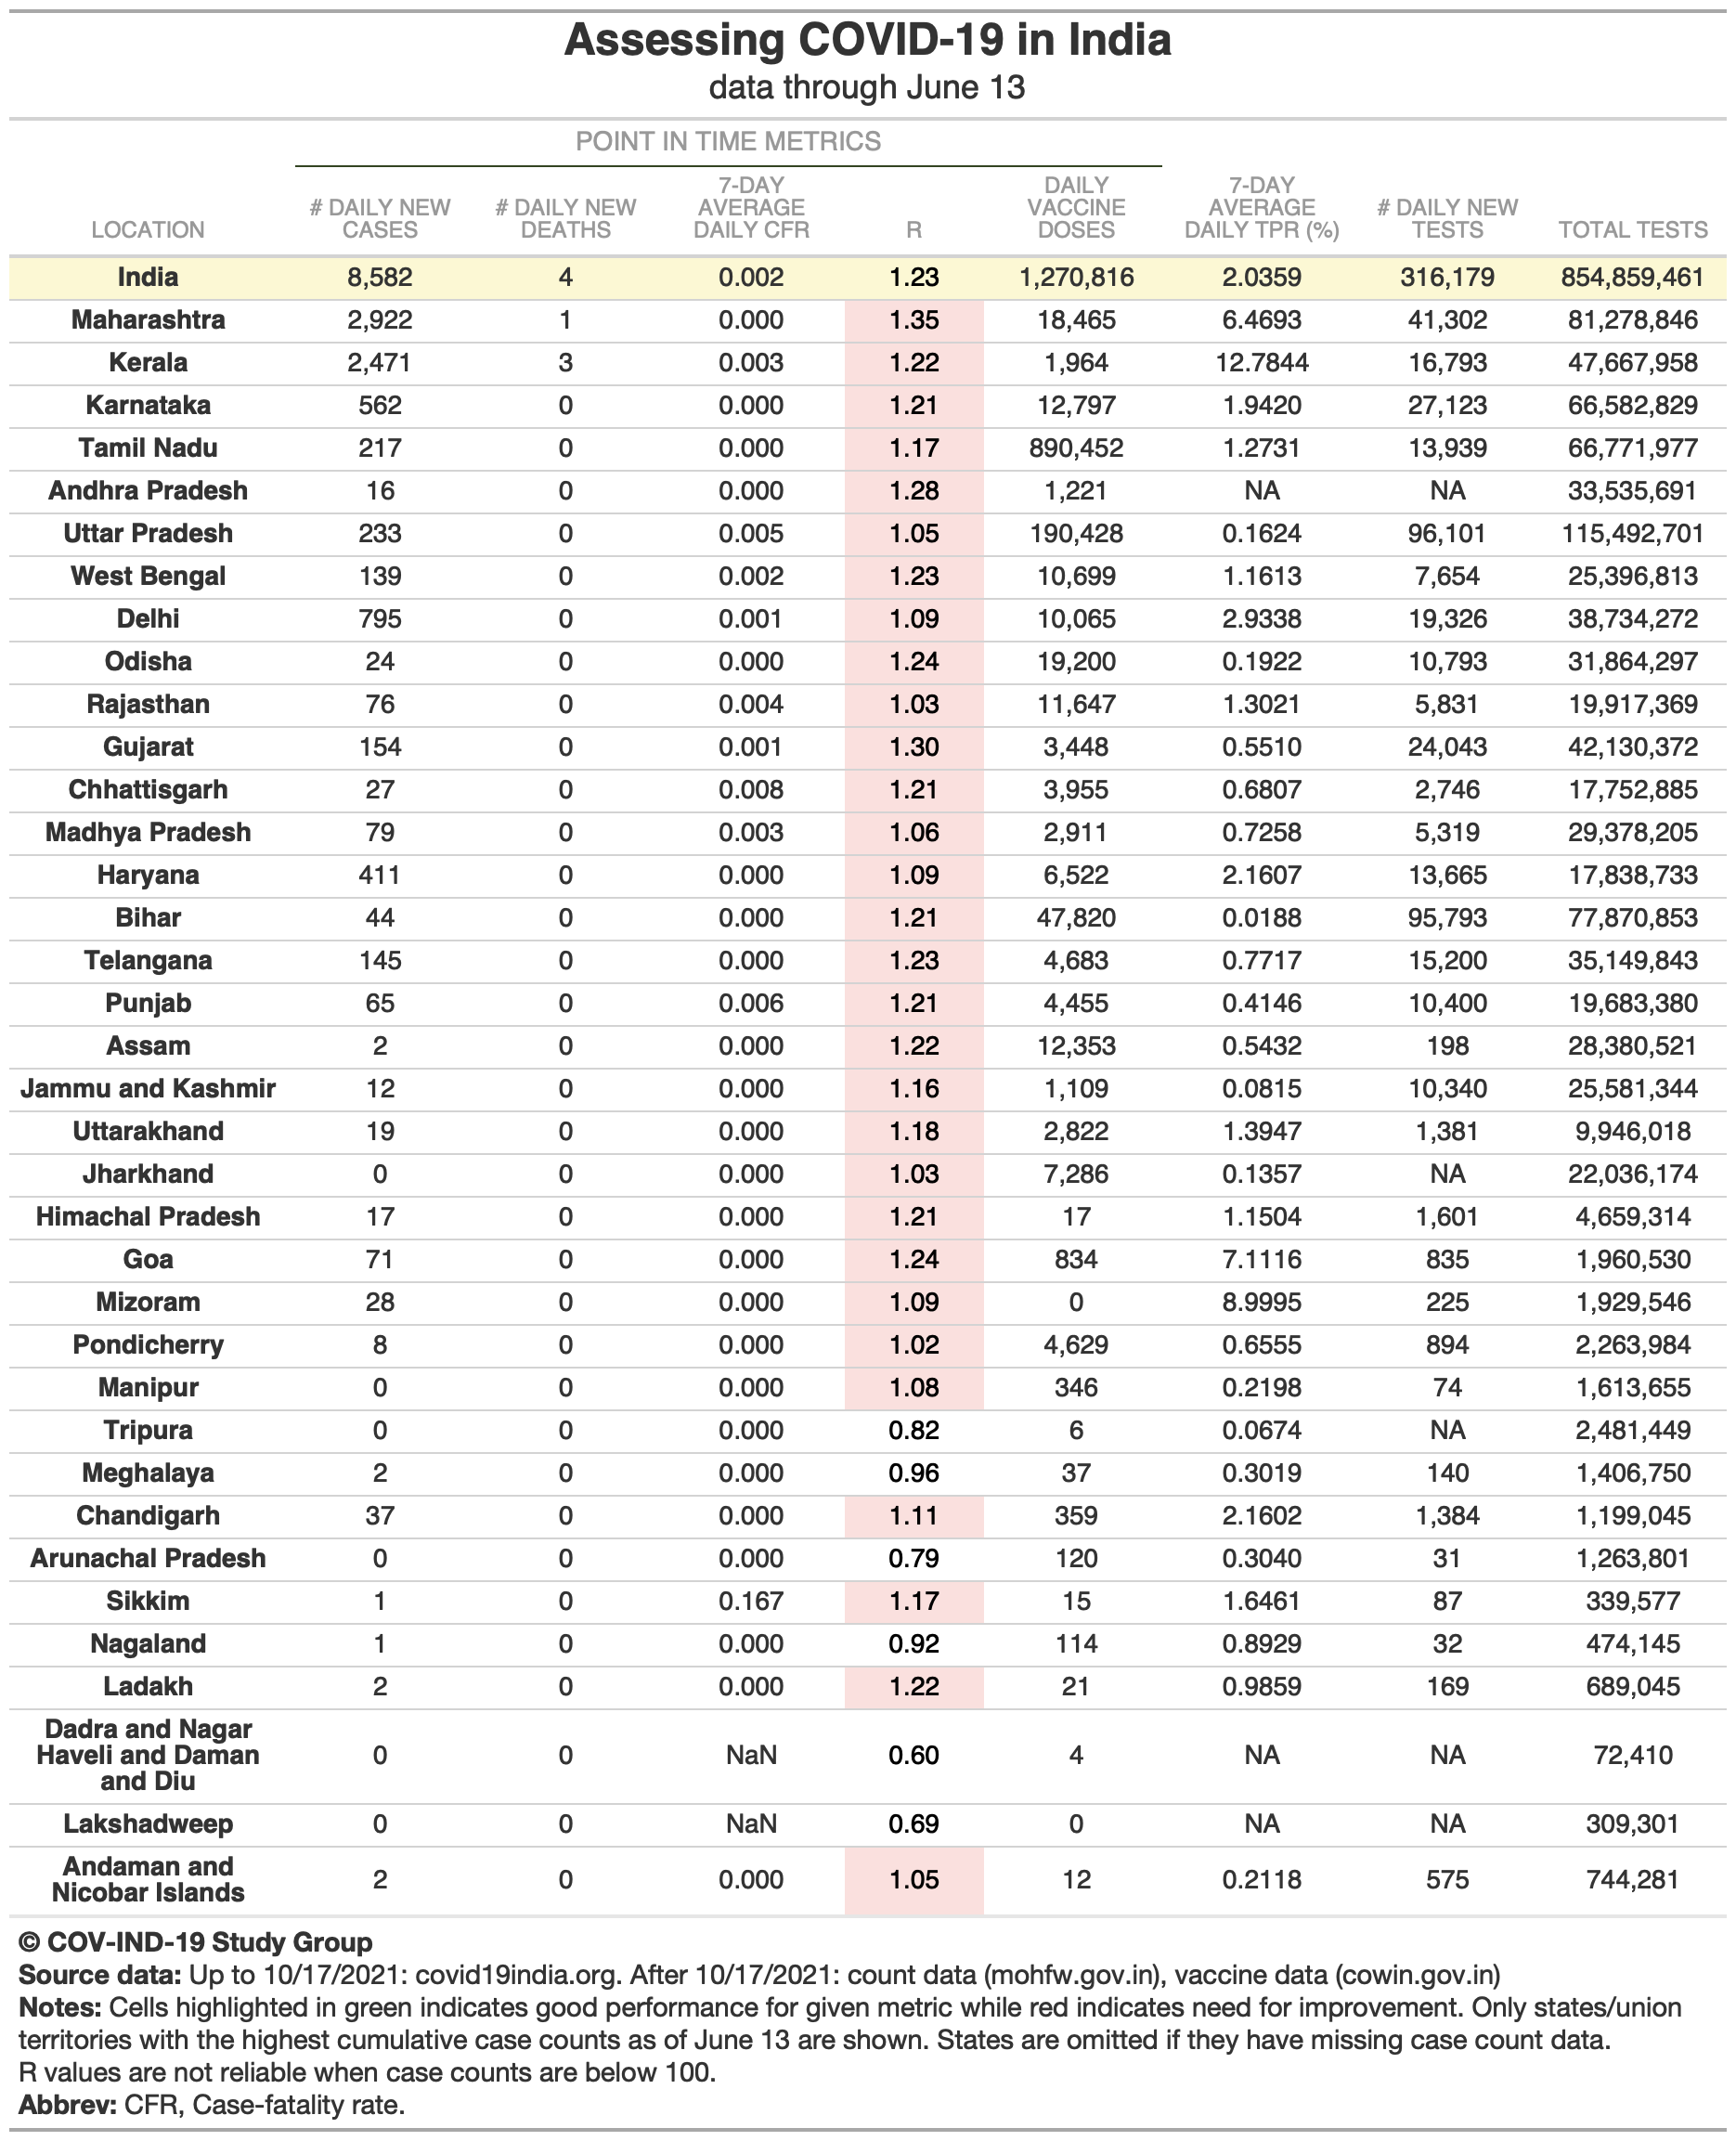 Assessing COVID-19 in India
data through June 13
POINT IN TIME METRICS
LOCATION # DAILY NEW CASES # DAILY NEW DEATHS 7-DAY AVERAGE DAILY CFR R DAILY VACCINE DOSES 7-DAY AVERAGE DAILY TPR (%) # DAILY NEW TESTS TOTAL TESTS
India 8,582 4 0.002 1.23 1,270,816 2.0359 316,179 854,859,461
Maharashtra 2,922 1 0.000 1.35 18,465 6.4693 41,302 81,278,846
Kerala 2,471 3 0.003 1.22 1,964 12.7844 16,793 47,667,958
Karnataka 562 0 0.000 1.21 12,797 1.9420 27,123 66,582,829
Tamil Nadu 217 0 0.000 1.17 890,452 1.2731 13,939 66,771,977
Andhra Pradesh 16 0 0.000 1.28 1,221 NA NA 33,535,691
Uttar Pradesh 233 0 0.005 1.05 190,428 0.1624 96,101 115,492,701
West Bengal 139 0 0.002 1.23 10,699 1.1613 7,654 25,396,813
Delhi 795 0 0.001 1.09 10,065 2.9338 19,326 38,734,272
Odisha 24 0 0.000 1.24 19,200 0.1922 10,793 31,864,297
Rajasthan 76 0 0.004 1.03 11,647 1.3021 5,831 19,917,369
Gujarat 154 0 0.001 1.30 3,448 0.5510 24,043 42,130,372
Chhattisgarh 27 0 0.008 1.21 3,955 0.6807 2,746 17,752,885
Madhya Pradesh 79 0 0.003 1.06 2,911 0.7258 5,319 29,378,205
Haryana 411 0 0.000 1.09 6,522 2.1607 13,665 17,838,733
Bihar 44 0 0.000 1.21 47,820 0.0188 95,793 77,870,853
Telangana 145 0 0.000 1.23 4,683 0.7717 15,200 35,149,843
Punjab 65 0 0.006 1.21 4,455 0.4146 10,400 19,683,380
Assam 2 0 0.000 1.22 12,353 0.5432 198 28,380,521
Jammu and Kashmir 12 0 0.000 1.16 1,109 0.0815 10,340 25,581,344
Uttarakhand 19 0 0.000 1.18 2,822 1.3947 1,381 9,946,018
Jharkhand 0 0 0.000 1.03 7,286 0.1357 NA 22,036,174
Himachal Pradesh 17 0 0.000 1.21 17 1.1504 1,601 4,659,314
Goa 71 0 0.000 1.24 834 7.1116 835 1,960,530
Mizoram 28 0 0.000 1.09 0 8.9995 225 1,929,546
Pondicherry 8 0 0.000 1.02 4,629 0.6555 894 2,263,984
Manipur 0 0 0.000 1.08 346 0.2198 74 1,613,655
Tripura 0 0 0.000 0.82 6 0.0674 NA 2,481,449
Meghalaya 2 0 0.000 0.96 37 0.3019 140 1,406,750
Chandigarh 37 0 0.000 1.11 359 2.1602 1,384 1,199,045
Arunachal Pradesh 0 0 0.000 0.79 120 0.3040 31 1,263,801
Sikkim 1 0 0.167 1.17 15 1.6461 87 339,577
Nagaland 1 0 0.000 0.92 114 0.8929 32 474,145
Ladakh 2 0 0.000 1.22 21 0.9859 169 689,045
Dadra and Nagar Haveli and Daman and Diu 0 0 NaN 0.60 4 NA NA 72,410
Lakshadweep 0 0 NaN 0.69 0 NA NA 309,301
Andaman and Nicobar Islands 2 0 0.000 1.05 12 0.2118 575 744,281
© COV-IND-19 Study Group
Source data: Up to 10/17/2021: covid19india.org. After 10/17/2021: count data (mohfw.gov.in), vaccine data (cowin.gov.in)
Notes: Cells highlighted in green indicates good performance for given metric while red indicates need for improvement. Only states/union
territories with the highest cumulative case counts as of June 13 are shown. States are omitted if they have missing case count data.
R values are not reliable when case counts are below 100.
Abbrev: CFR, Case-fatality rate.